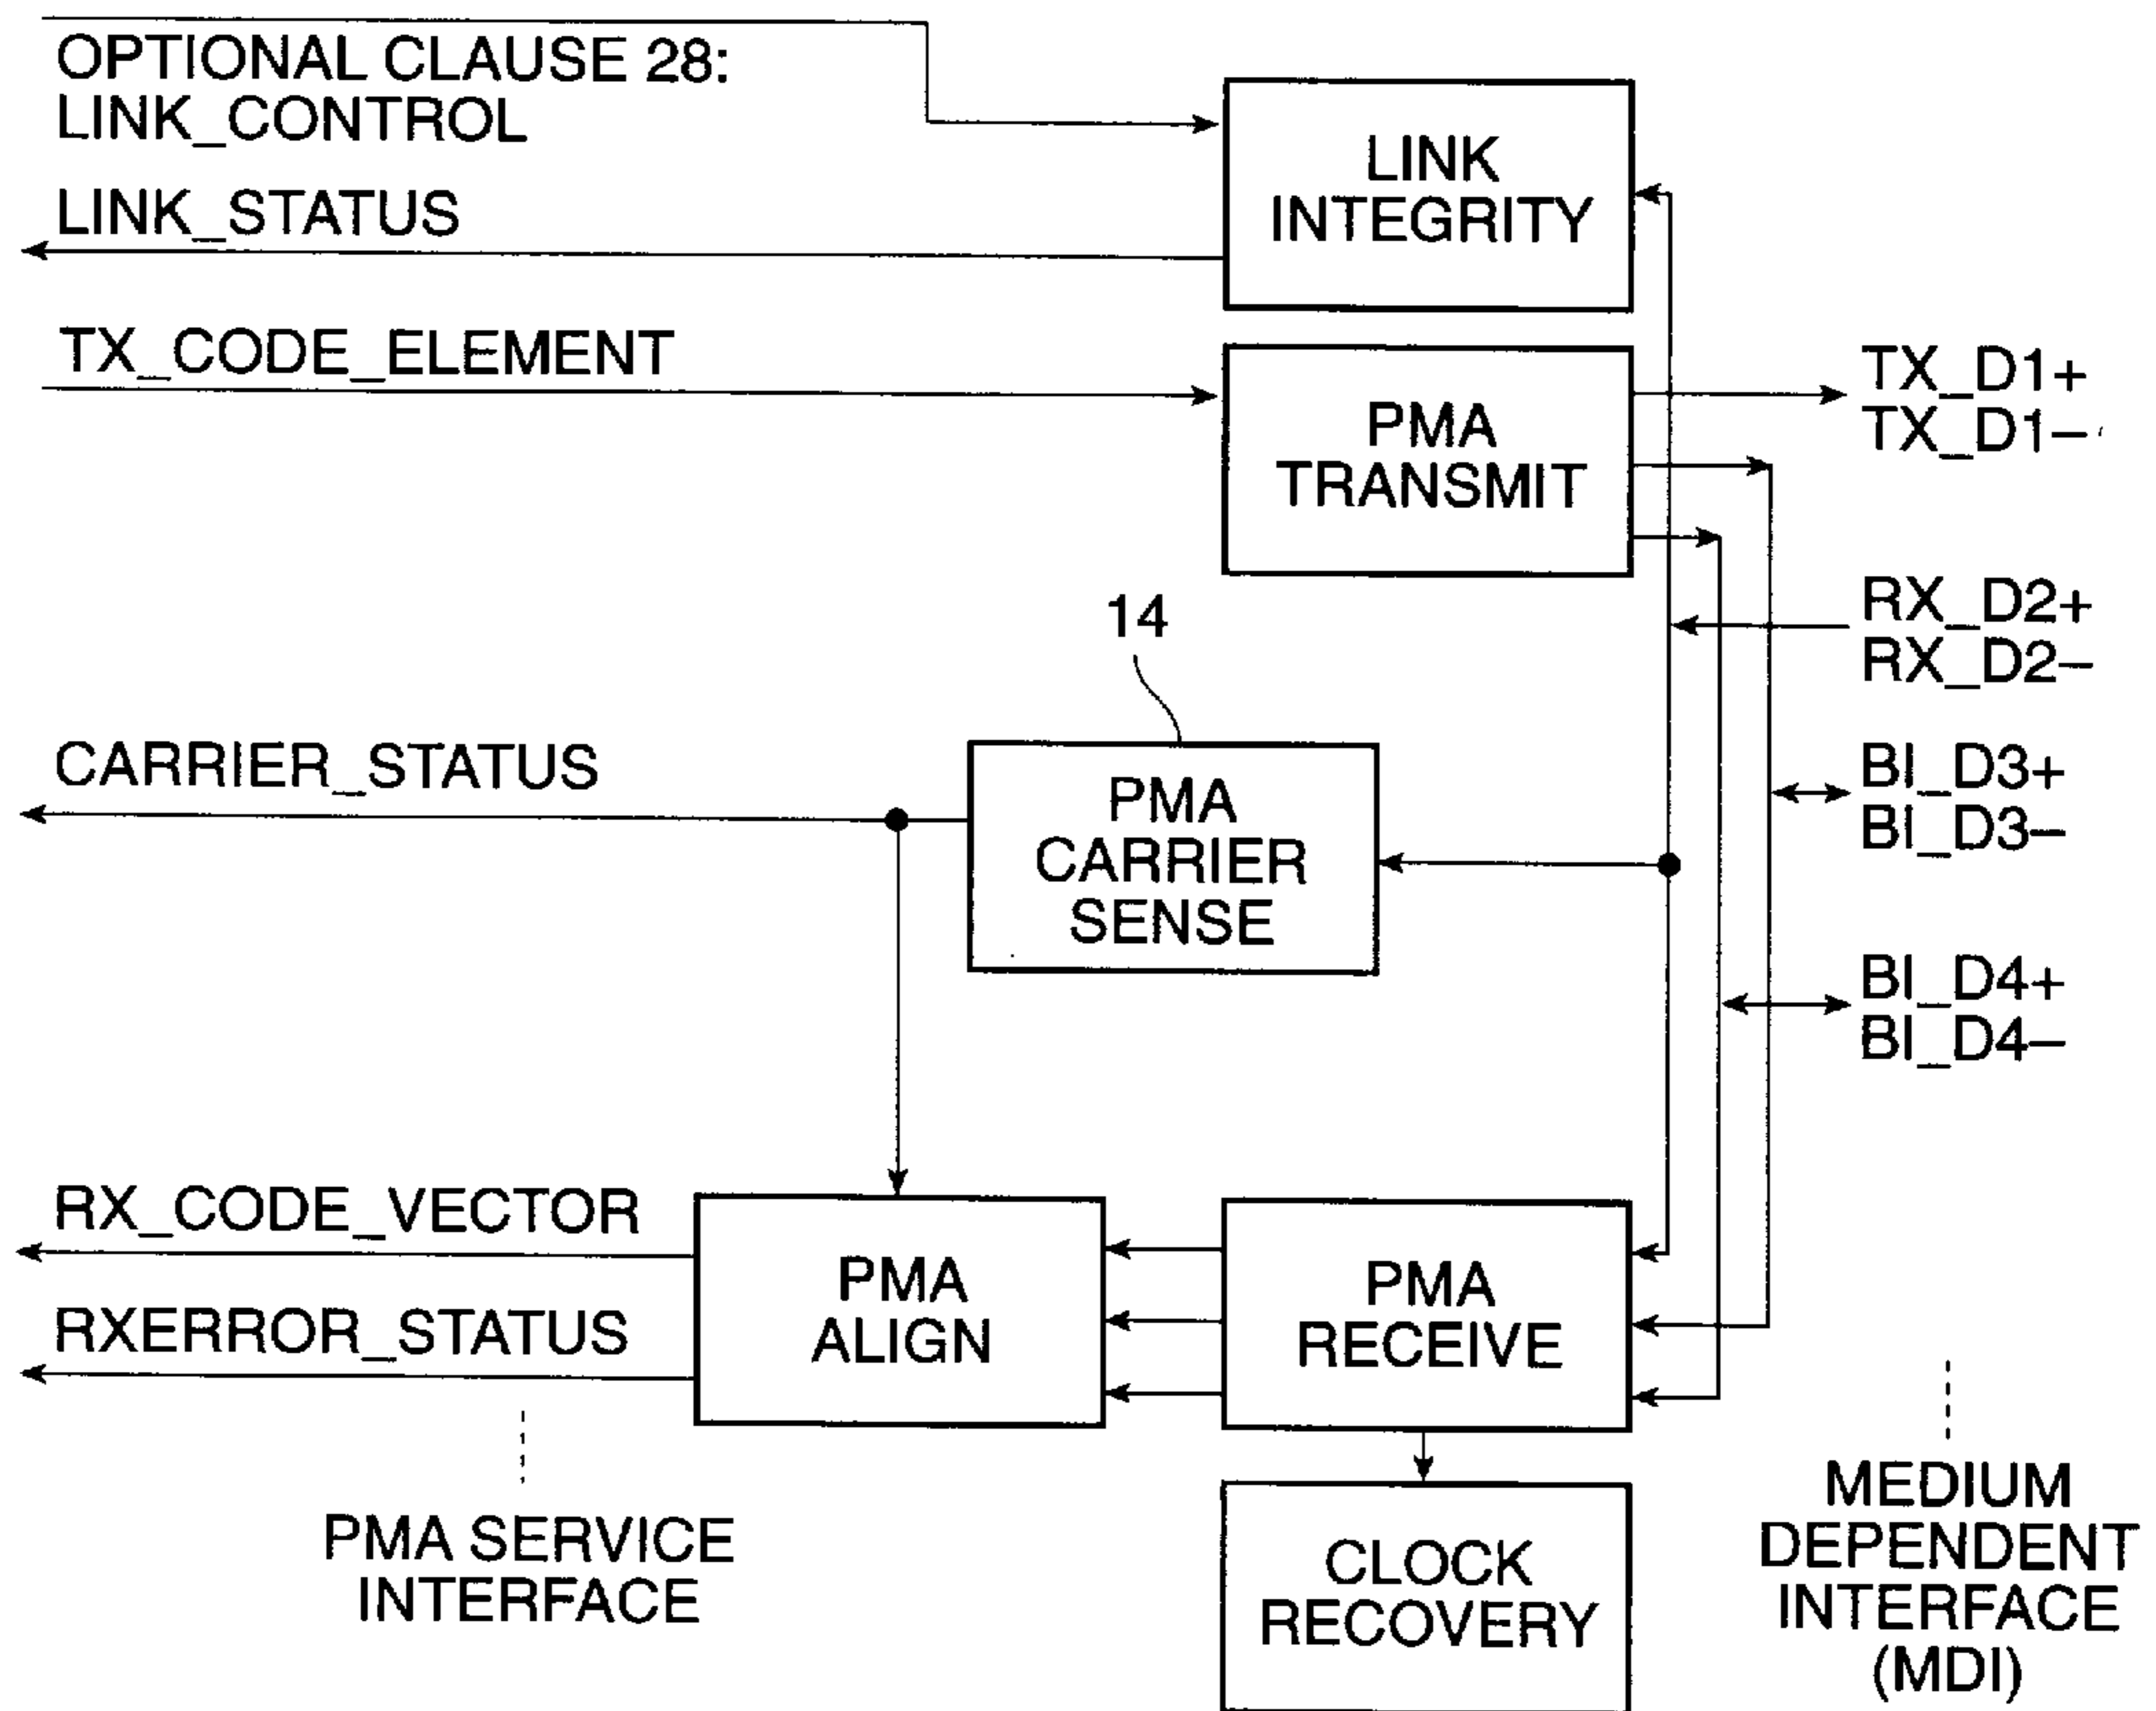 OPTIONAL CLAUSE 28:
LINK_CONTROL
LINK_STATUS
LINK
INTEGRITY
TX_CODE_ELEMENT
PMA
TRANSMIT
TX_D1+
TX_D1–
RX_D2+
RX_D2–
14
CARRIER_STATUS
PMA
CARRIER
SENSE
BI_D3+
BI_D3–
BI_D4+
BI_D4–
RX_CODE_VECTOR
RXERROR_STATUS
PMA
ALIGN
PMA
RECEIVE
PMA SERVICE
INTERFACE
CLOCK
RECOVERY
MEDIUM
DEPENDENT
INTERFACE
(MDI)